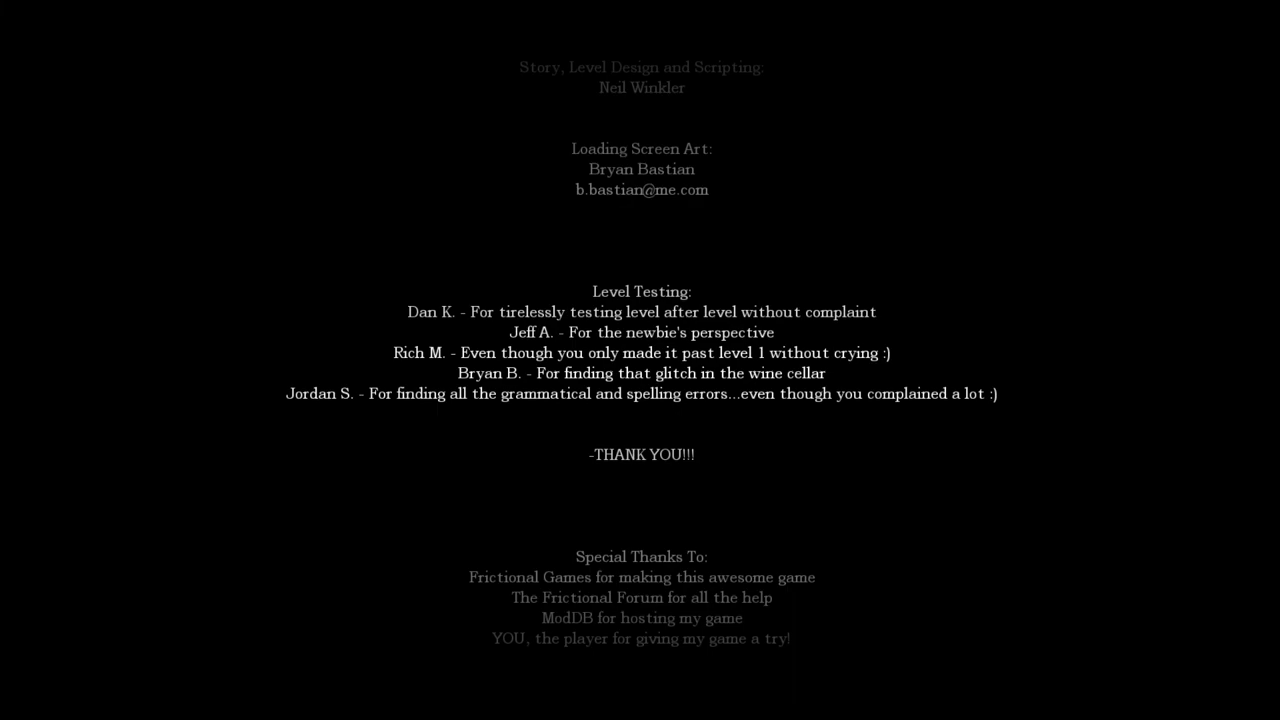 Story, Level Design and Scripting:
Neil Winkler
Loading Screen Art:
Bryan Bastian
b.bastian@me.com
Level Testing:
Dan K. - For tirelessly testing level after level without complaint
Jeff A. - For the newbie's perspective
Rich M. - Even though you only made it past level 1 without crying :)
Bryan B. - For finding that glitch in the wine cellar
Jordan S. - For finding all the grammatical and spelling errors...even though you complained a lot :)
-THANK YOU!!!
Special Thanks To:
Frictional Games for making this awesome game
The Frictional Forum for all the help
ModDB for hosting my game
YOU, the player for giving my game a try!